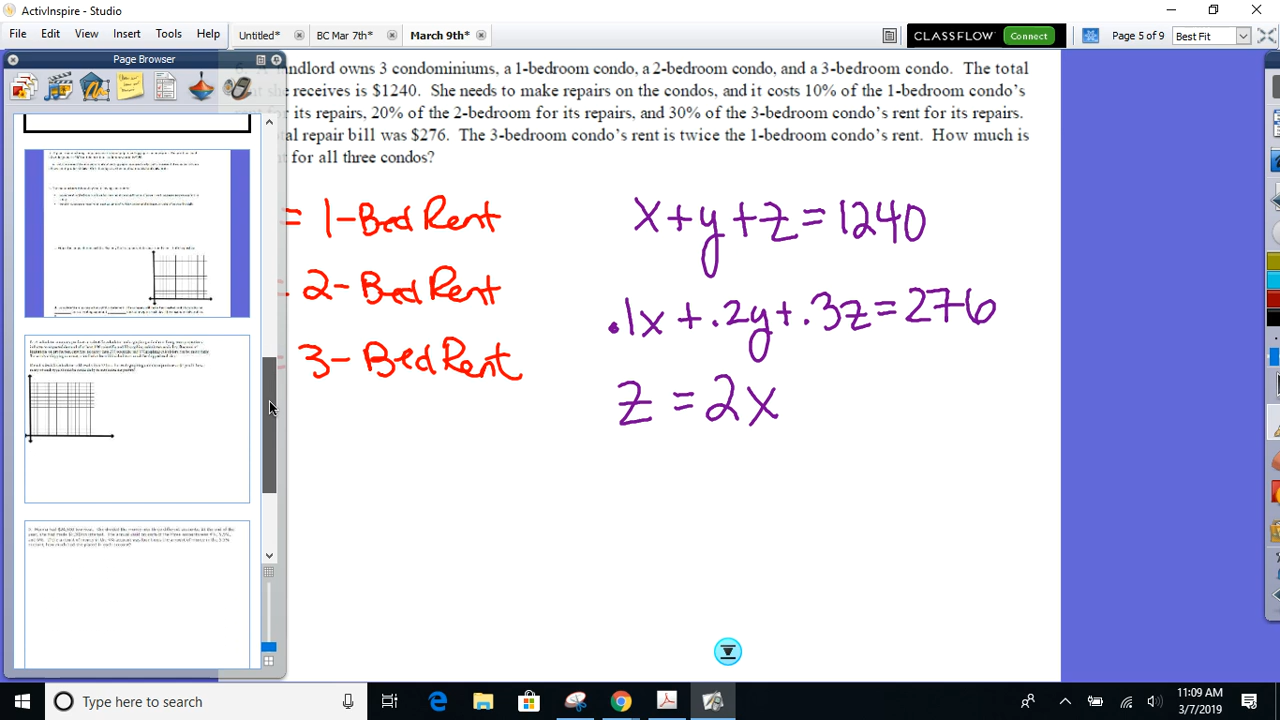 ActivInspire - Studio
File Edit View Insert Tools Help Untitled* BC Mar 7th* March 9th* CLASSFLOW Connect Page 5 of 9 Best Fit
Page Browser
landlord owns 3 condominiums, a 1-bedroom condo, a 2-bedroom condo, and a 3-bedroom condo. The total
she receives is $1240. She needs to make repairs on the condos, and it costs 10% of the 1-bedroom condo's
for its repairs, 20% of the 2-bedroom for its repairs, and 30% of the 3-bedroom condo's rent for its repairs.
tal repair bill was $276. The 3-bedroom condo's rent is twice the 1-bedroom condo's rent. How much is
t for all three condos?
= 1-Bed Rent
x+y+z=1240
2-Bed Rent
.1x+.2y+.3z=276
3-Bed Rent
z=2x
Type here to search
11:09 AM
3/7/2019